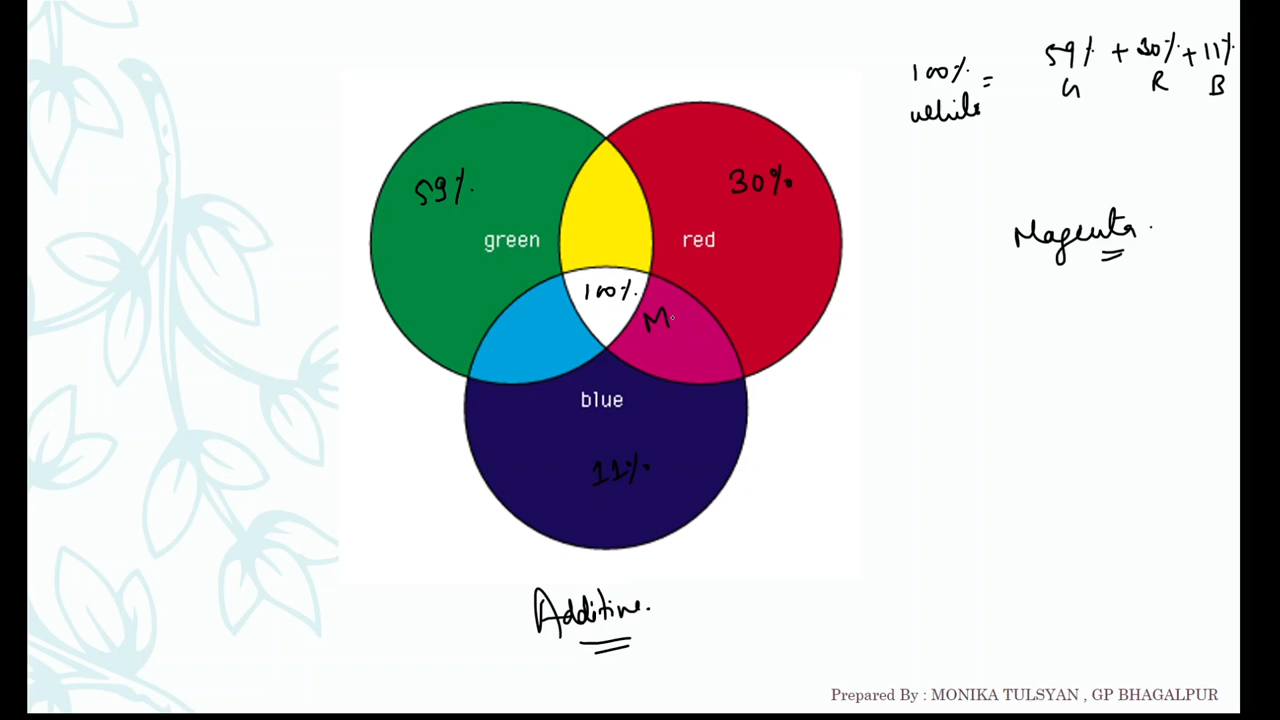 100% = 59% + 30% + 11%
white G R B
59%
30%
green
red
Magenta.
100%
M.
blue
11%
Additive.
Prepared By : MONIKA TULSYAN , GP BHAGALPUR